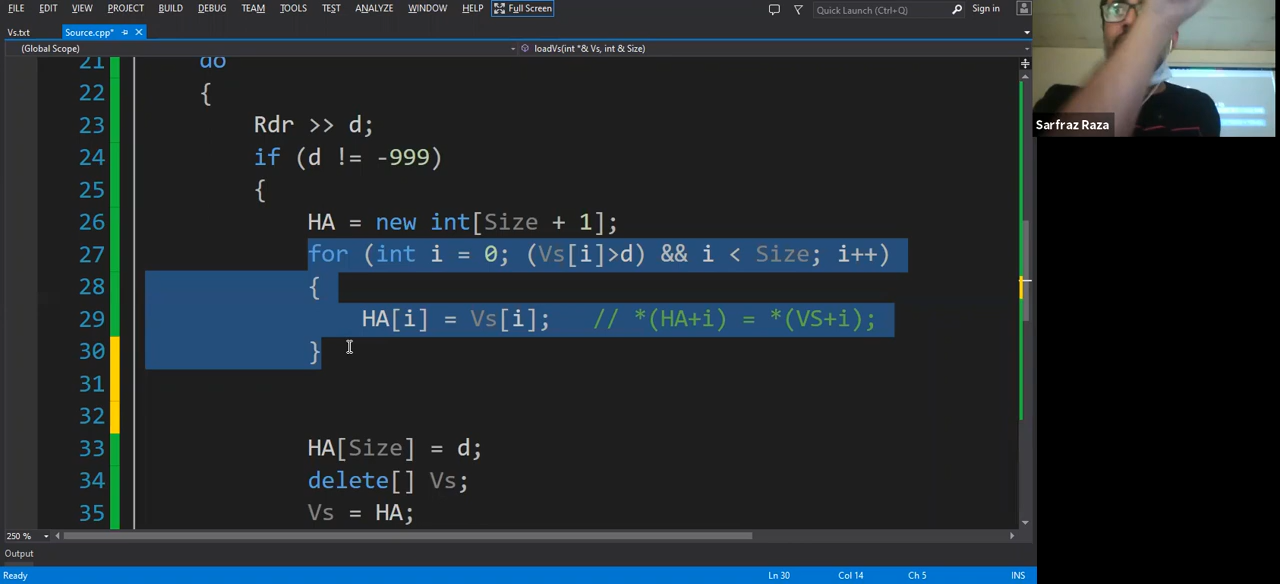 FILE EDIT VIEW PROJECT BUILD DEBUG TEAM TOOLS TEST ANALYZE WINDOW HELP Full Screen Quick Launch (Ctrl+Q) Sign in
Vs.txt Source.cpp*
(Global Scope) loadVs(int *& Vs, int & Size)
21 do
22 {
23 Rdr >> d;
24 if (d != -999)
25 {
26 HA = new int[Size + 1];
27 for (int i = 0; (Vs[i]>d) && i < Size; i++)
28 {
29 HA[i] = Vs[i]; // *(HA+i) = *(VS+i);
30 }
31
32
33 HA[Size] = d;
34 delete[] Vs;
35 Vs = HA;
250 %
Output
Ready Ln 30 Col 14 Ch 5 INS
Sarfraz Raza